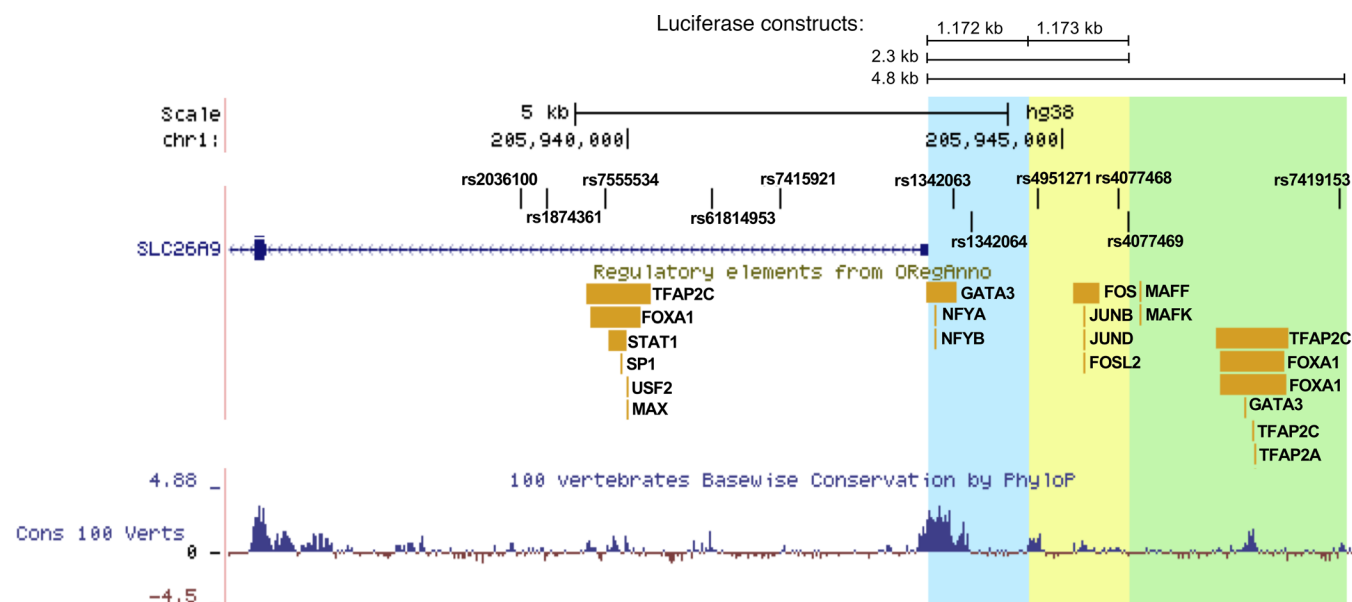 Luciferase constructs:
1.172 kb 1.173 kb
2.3 kb
4.8 kb
Scale 5 kb hg38
chr1: 205,940,000 205,945,000
rs2036100 rs7555534 rs7415921 rs1342063 rs4951271 rs4077468 rs7419153
rs1874361 rs61814953 rs1342064 rs4077469
SLC26A9
Regulatory elements from ORegAnno
TFAP2C GATA3 FOS MAFF
FOXA1 NFYA JUNB MAFK
STAT1 NFYB JUND TFAP2C
SP1 FOSL2 FOXA1
USF2 FOXA1
MAX GATA3
TFAP2C
TFAP2A
4.88 100 vertebrates Basewise Conservation by PhyloP
Cons 100 Verts
0
-4.5